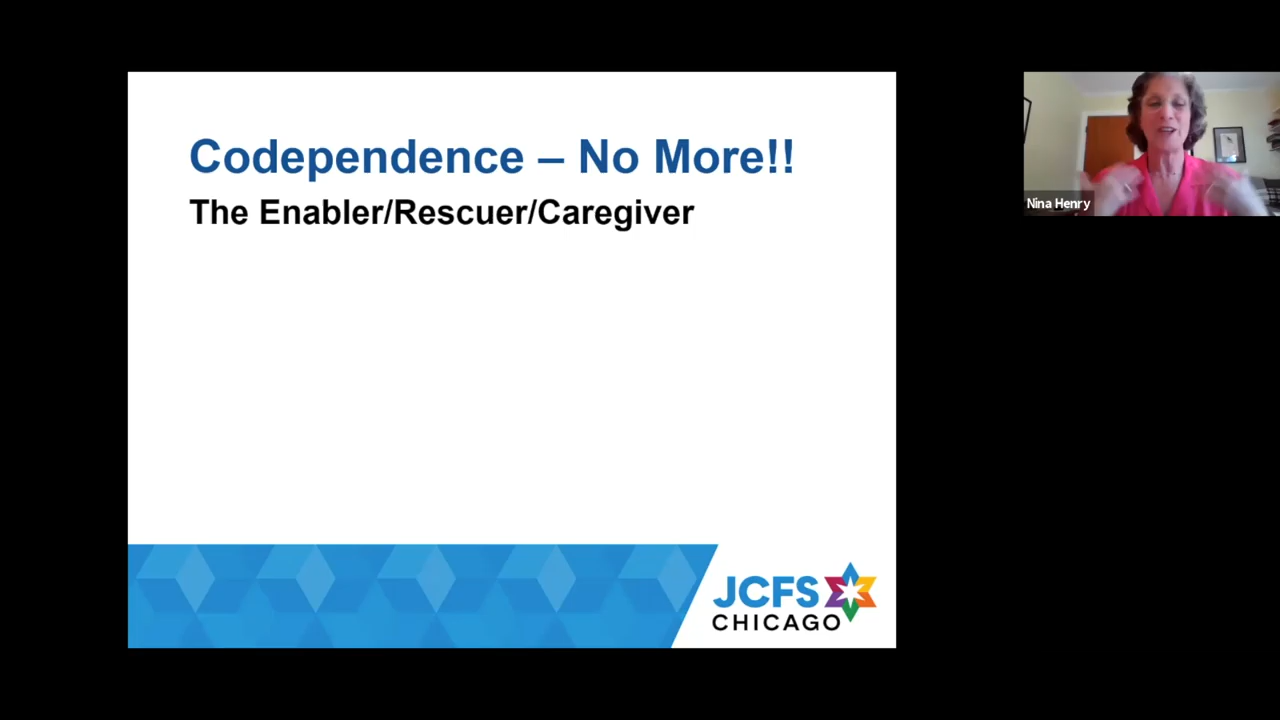 Codependence – No More!!
The Enabler/Rescuer/Caregiver
Nina Henry
JCFS
CHICAGO